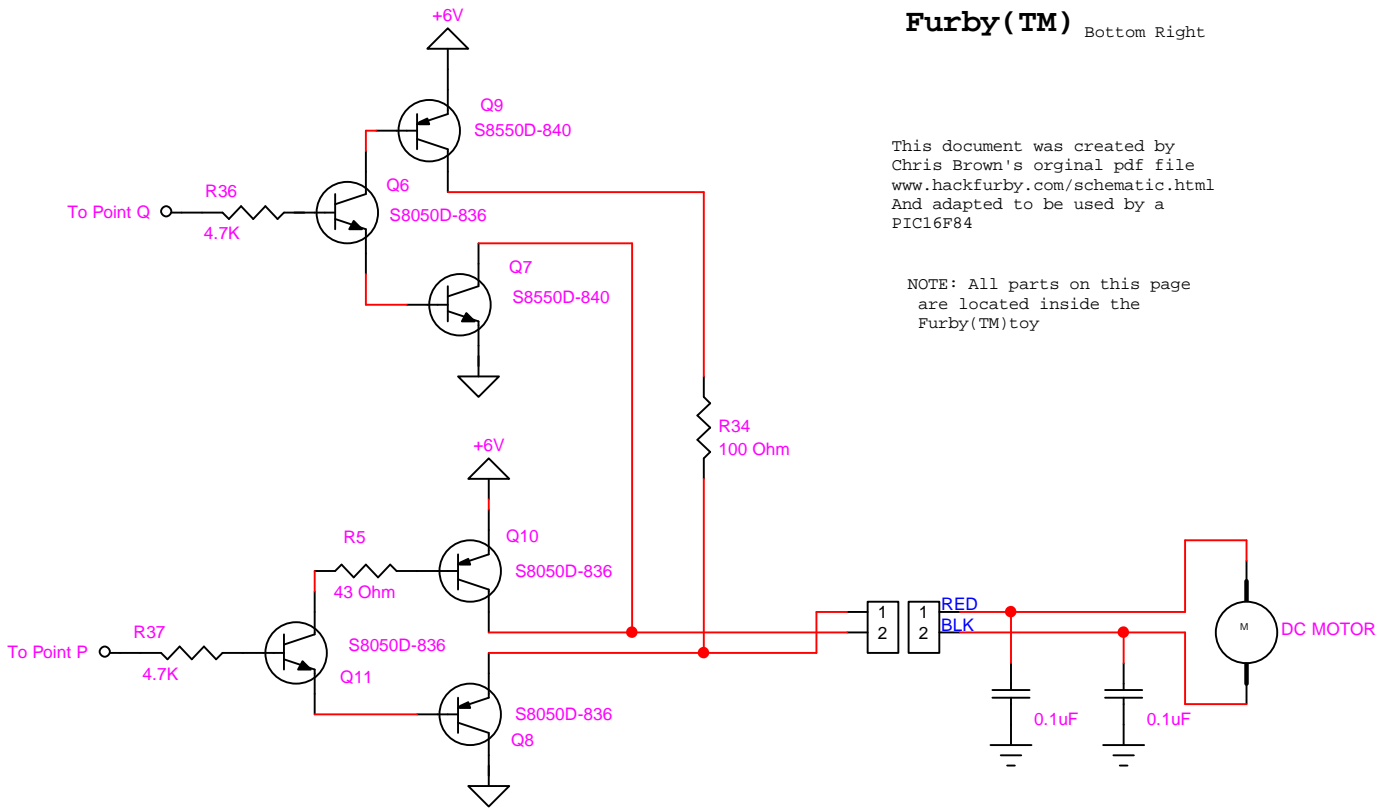 Furby(TM) Bottom Right
+6V
Q9
S8550D-840
This document was created by
Chris Brown's orginal pdf file
www.hackfurby.com/schematic.html
And adapted to be used by a
PIC16F84
R36
Q6
To Point Q
S8050D-836
4.7K
Q7
S8550D-840
NOTE: All parts on this page
are located inside the
Furby(TM)toy
R34
100 Ohm
+6V
R5
Q10
43 Ohm
S8050D-836
R37
To Point P
4.7K
S8050D-836
Q11
S8050D-836
Q8
1
2
1
2
RED
BLK
M
DC MOTOR
0.1uF
0.1uF